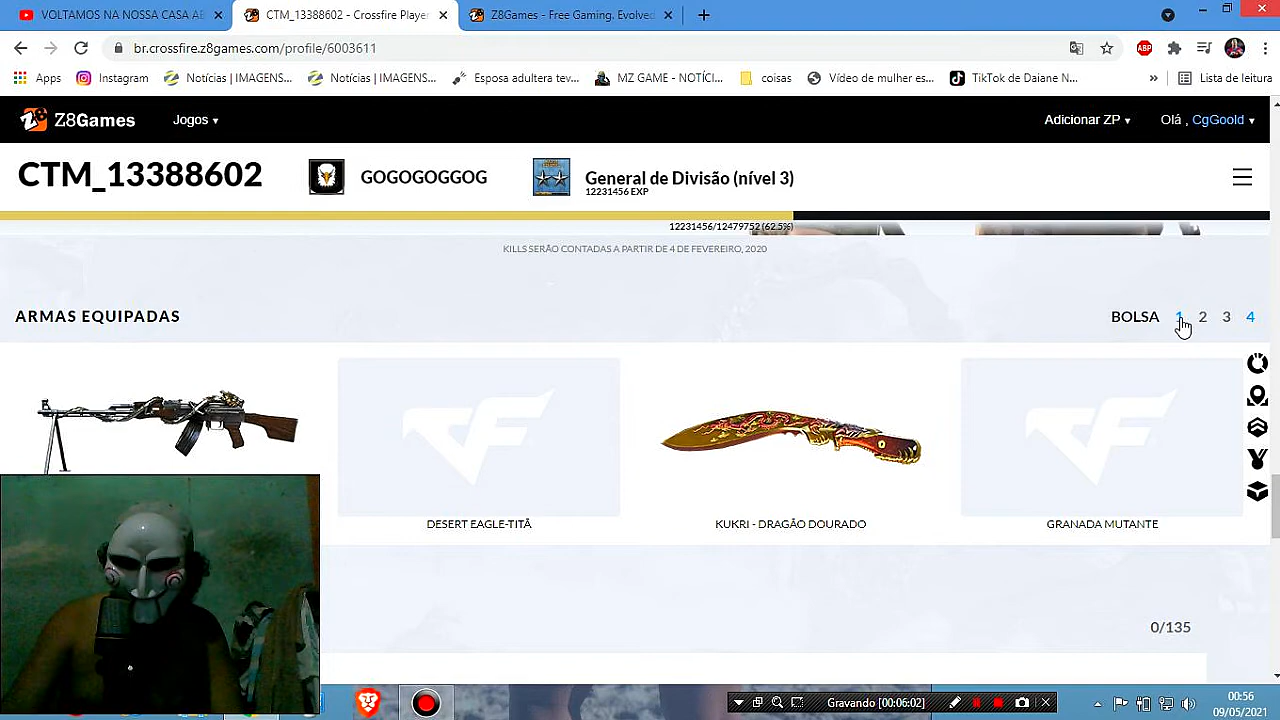 VOLTAMOS NA NOSSA CASA AB
CTM_13388602 - Crossfire Player
Z8Games - Free Gaming. Evolved
br.crossfire.z8games.com/profile/6003611
ABP
Apps
Instagram
Notícias | IMAGENS...
Notícias | IMAGENS...
Esposa adultera tev...
MZ GAME - NOTÍCI...
coisas
Vídeo de mulher es...
TikTok de Daiane N...
Lista de leitura
Z8Games
Jogos
Adicionar ZP
Olá , CgGoold
CTM_13388602
GOGOGOGGOG
General de Divisão (nível 3)
12231456 EXP
12231456/12479752 (62.5%)
KILLS SERÃO CONTADAS A PARTIR DE 4 DE FEVEREIRO, 2020
ARMAS EQUIPADAS
BOLSA 1 2 3 4
DESERT EAGLE-TITÃ
KUKRI - DRAGÃO DOURADO
GRANADA MUTANTE
0/135
Gravando [00:06:02]
00:56
09/05/2021